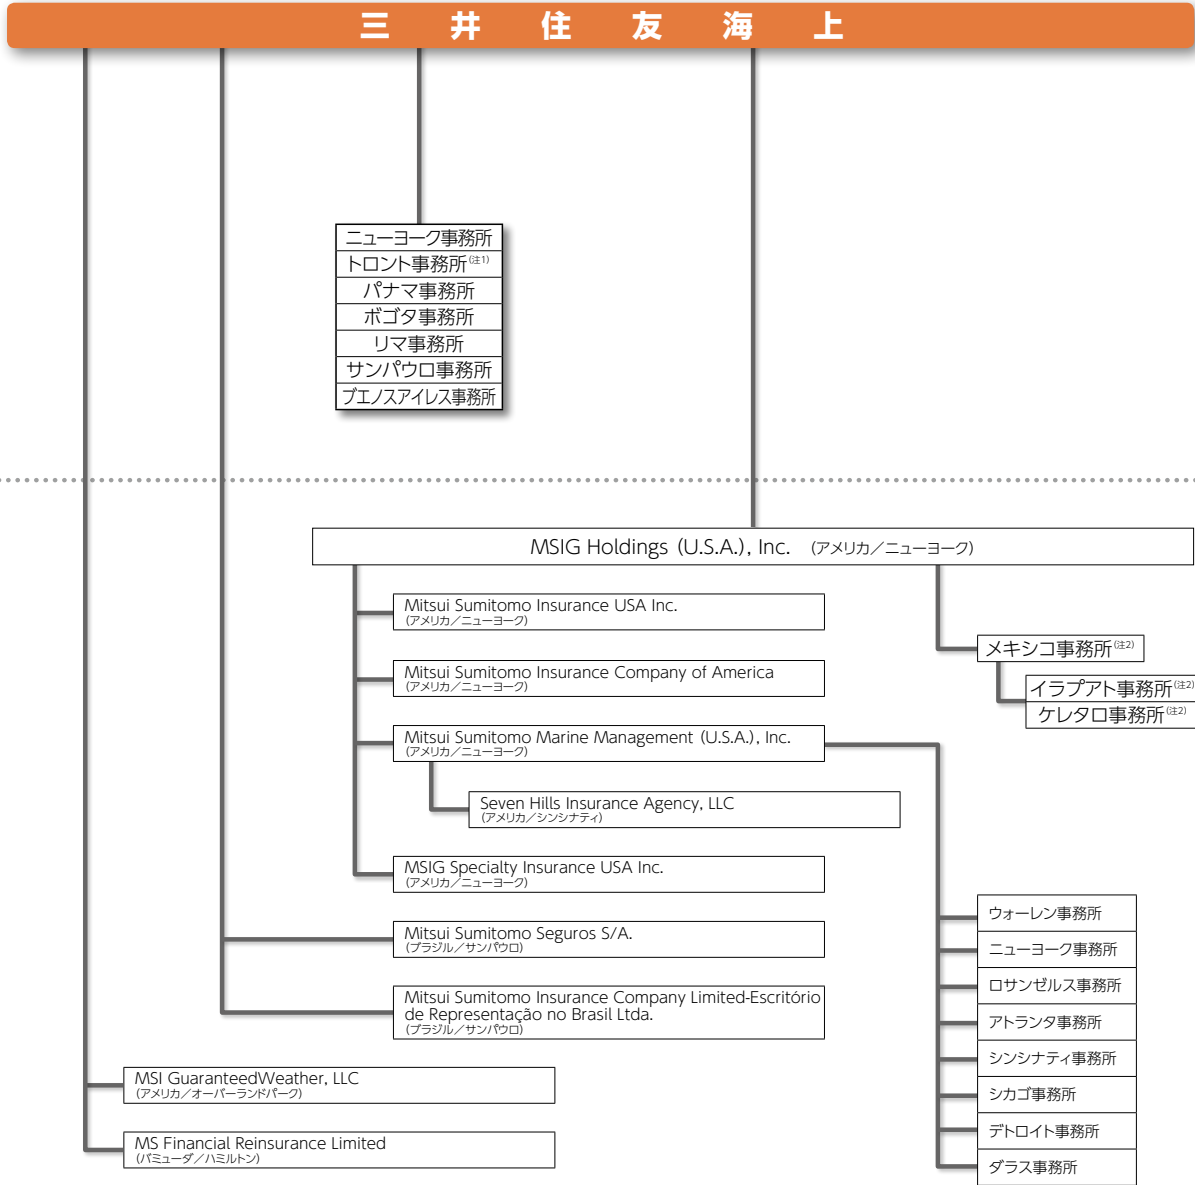 三井住友海上
ニューヨーク事務所
トロント事務所(注1)
パナマ事務所
ボゴタ事務所
リマ事務所
サンパウロ事務所
ブエノスアイレス事務所
MSIG Holdings (U.S.A.), Inc. (アメリカ／ニューヨーク)
Mitsui Sumitomo Insurance USA Inc.
(アメリカ／ニューヨーク)
Mitsui Sumitomo Insurance Company of America
(アメリカ／ニューヨーク)
Mitsui Sumitomo Marine Management (U.S.A.), Inc.
(アメリカ／ニューヨーク)
Seven Hills Insurance Agency, LLC
(アメリカ／シンシナティ)
MSIG Specialty Insurance USA Inc.
(アメリカ／ニューヨーク)
メキシコ事務所(注2)
イラプアト事務所(注2)
ケレタロ事務所(注2)
ウォーレン事務所
ニューヨーク事務所
ロサンゼルス事務所
アトランタ事務所
シンシナティ事務所
シカゴ事務所
デトロイト事務所
ダラス事務所
Mitsui Sumitomo Seguros S/A.
(ブラジル／サンパウロ)
Mitsui Sumitomo Insurance Company Limited-Escritório
de Representação no Brasil Ltda.
(ブラジル／サンパウロ)
MSI GuaranteedWeather, LLC
(アメリカ／オーバーランドパーク)
MS Financial Reinsurance Limited
(バミューダ／ハミルトン)